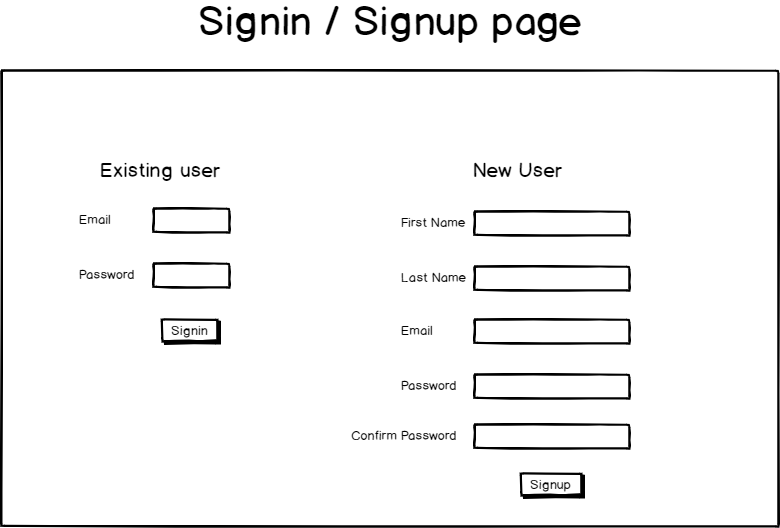 Signin / Signup page
Existing user
Email
Password
Signin
New User
First Name
Last Name
Email
Password
Confirm Password
Signup